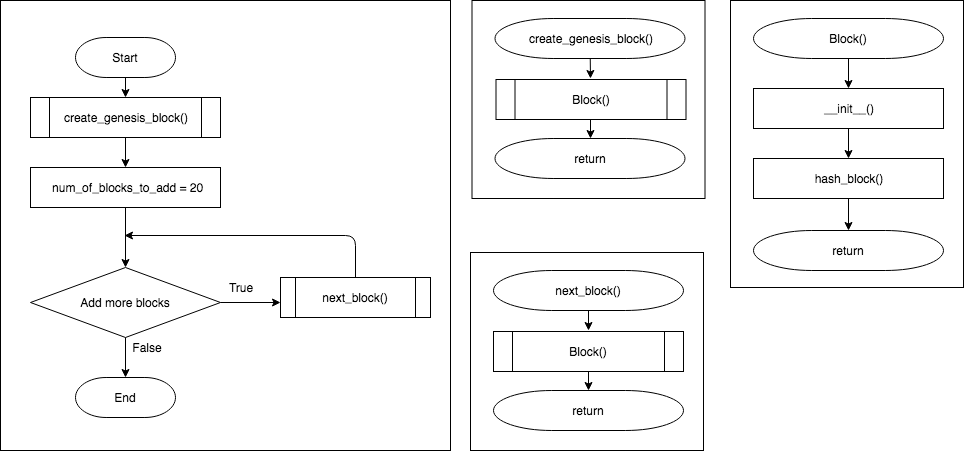 Start
create_genesis_block()
num_of_blocks_to_add = 20
Add more blocks
True
next_block()
False
End
create_genesis_block()
Block()
return
next_block()
Block()
return
Block()
__init__()
hash_block()
return